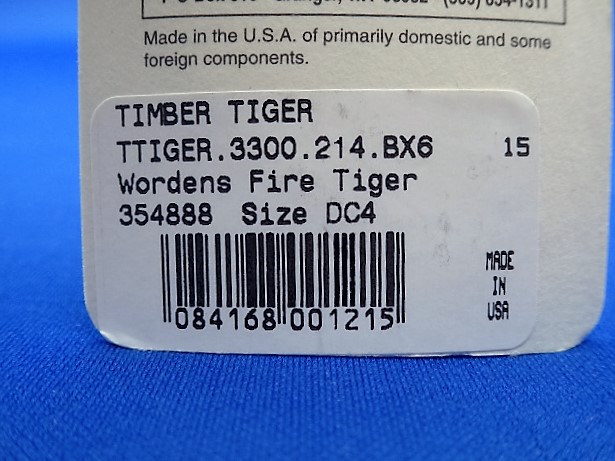 Made in the U.S.A. of primarily domestic and some
foreign components.
TIMBER TIGER
TTIGER.3300.214.BX6 15
Wordens Fire Tiger
354888 Size DC4
MADE
IN
USA
084168 001215